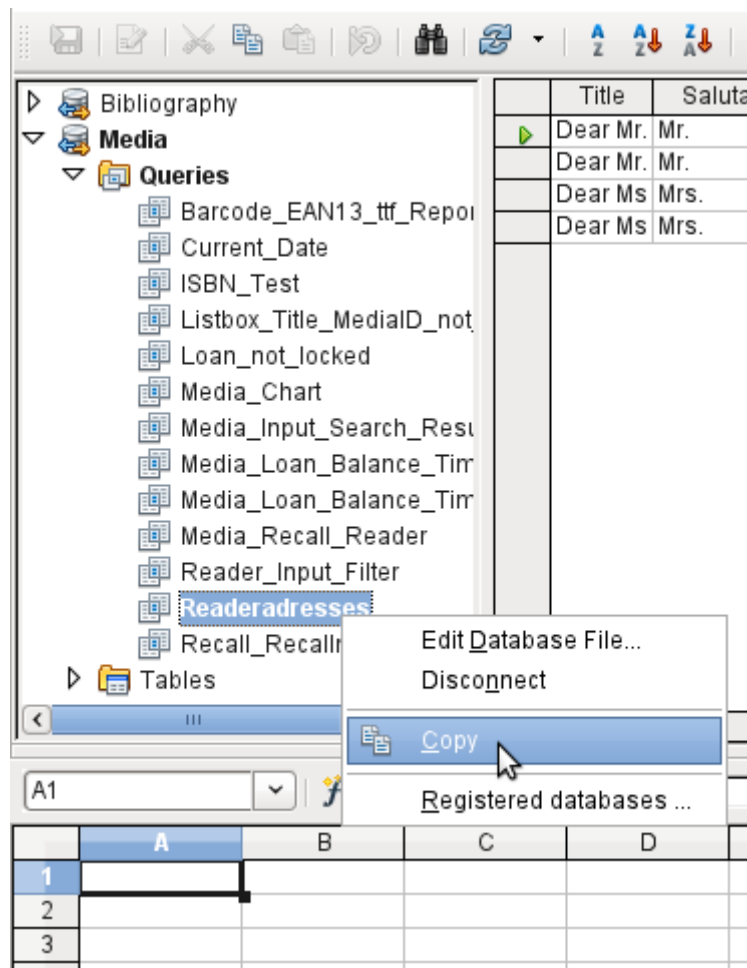 Title Saluta
Bibliography
Dear Mr. Mr.
Media
Dear Mr. Mr.
Queries
Dear Ms Mrs.
Barcode_EAN13_ttf_Repor
Dear Ms Mrs.
Current_Date
ISBN_Test
Listbox_Title_MediaID_not_
Loan_not_locked
Media_Chart
Media_Input_Search_Resu
Media_Loan_Balance_Tim
Media_Loan_Balance_Tim
Media_Recall_Reader
Reader_Input_Filter
Readeradresses
Recall_Recallr
Tables
Edit Database File...
Disconnect
Copy
Registered databases ...
A1
A B C D
1
2
3